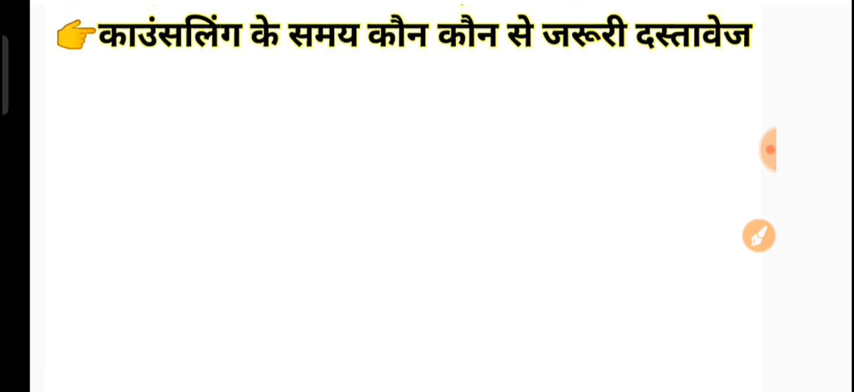 👉काउंसलिंग के समय कौन कौन से जरूरी दस्तावेज